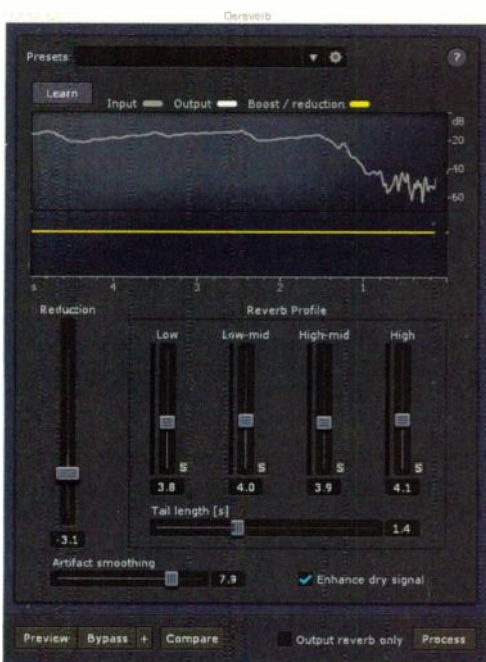 Dereverb
Presets: ?
Learn
Input Output Boost / reduction
dB
-20
-40
-60
s 4 3 2 1
Reduction Reverb Profile
Low Low-mid High-mid High
S S S S
3.8 4.0 3.9 4.1
Tail length [s]
1.4
-3.1
Artifact smoothing
7.9 Enhance dry signal
Preview Bypass + Compare Output reverb only Process